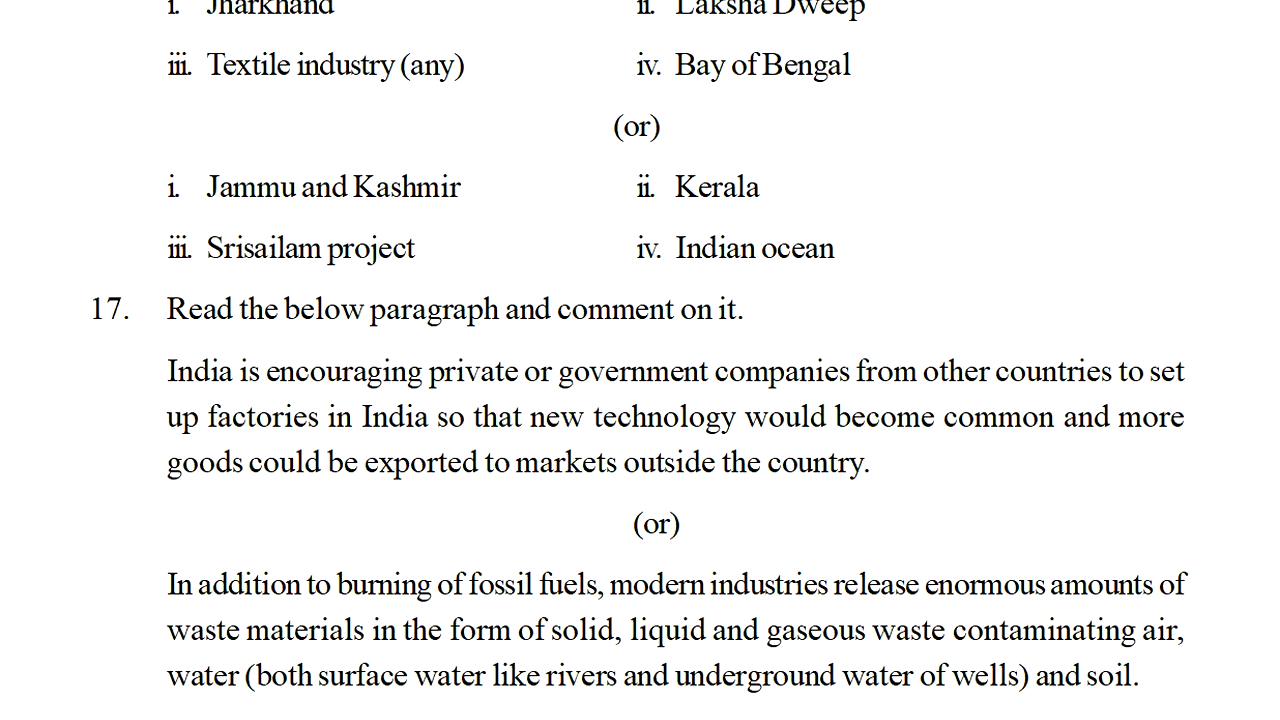 i. Jharkhand ii. Laksha Dweep
iii. Textile industry (any) iv. Bay of Bengal
(or)
i. Jammu and Kashmir ii. Kerala
iii. Srisailam project iv. Indian ocean
17. Read the below paragraph and comment on it.
India is encouraging private or government companies from other countries to set
up factories in India so that new technology would become common and more
goods could be exported to markets outside the country.
(or)
In addition to burning of fossil fuels, modern industries release enormous amounts of
waste materials in the form of solid, liquid and gaseous waste contaminating air,
water (both surface water like rivers and underground water of wells) and soil.